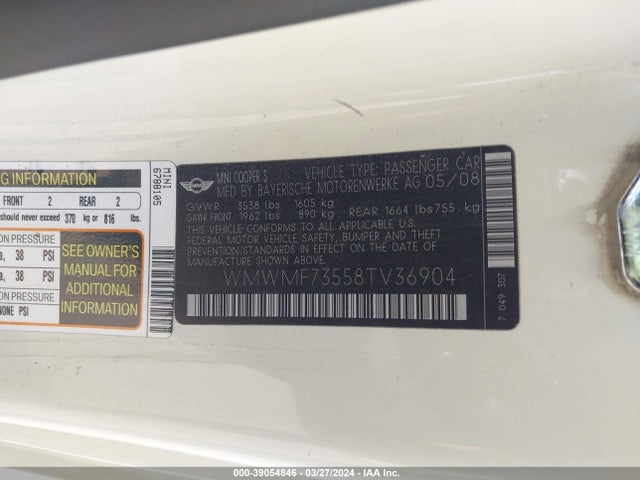 NG INFORMATION
FRONT 2 REAR 2
should never exceed 370 kg or 816 lbs.
ON PRESSURE
38 PSI
38 PSI
NONE PSI
SEE OWNER'S
MANUAL FOR
ADDITIONAL
INFORMATION
MINI
6788105
MINI
MINI COOPER S VEHICLE TYPE: PASSENGER CAR
MFD BY BAYERISCHE MOTORENWERKE AG 05/08
GVWR 3538 lbs 1605 kg
GAWR FRONT 1962 lbs 890 kg REAR 1664 lbs 755. kg
THIS VEHICLE CONFORMS TO ALL APPLICABLE U.S.
FEDERAL MOTOR VEHICLE SAFETY, BUMPER AND THEFT
PREVENTION STANDARDS IN EFFECT ON THE DATE OF
MANUFACTURE SHOWN ABOVE.
WMWMF73558TV36904
7 049 307
000-39054846 - 03/27/2024 - IAA Inc.